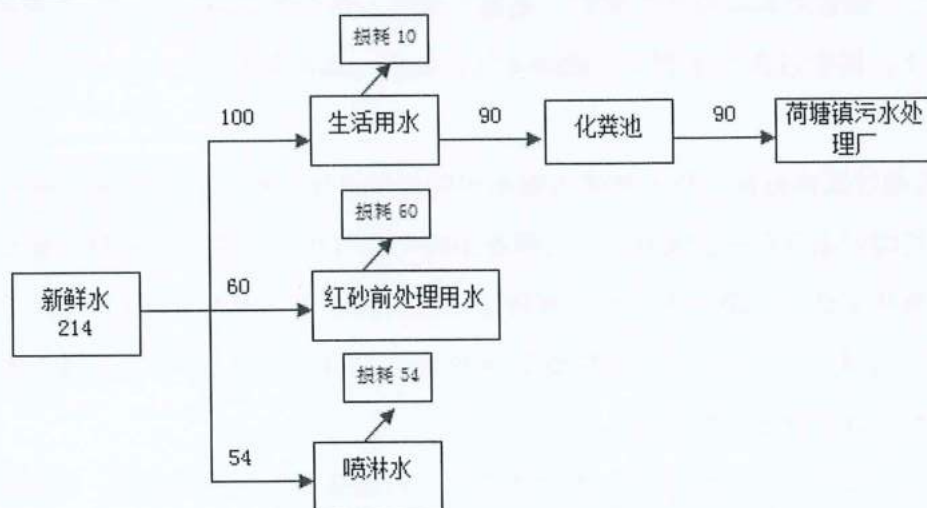 损耗 10
100
生活用水
90
化粪池
90
荷塘镇污水处
理厂
损耗 60
60
新鲜水
214
红砂前处理用水
损耗 54
54
喷淋水